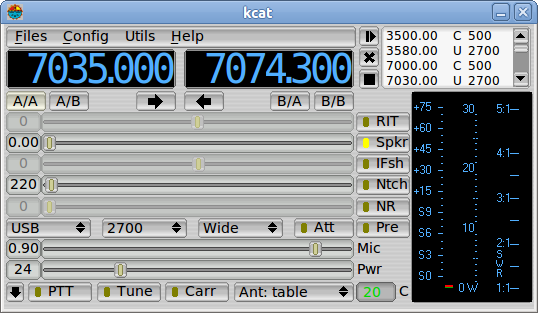 kcat
Files Config Utils Help
7035.000 7074.300
3500.00 C 500
3580.00 U 2700
7000.00 C 500
7030.00 U 2700
A/A A/B B/A B/B
0 RIT
0.00 Spkr
0 IFsh
220 Ntch
0 NR
USB 2700 Wide Att Pre
0.90 Mic
24 Pwr
PTT Tune Carr Ant: table 20 C
+75 30 5:1
+60
+45 4:1
+30 20
+15 3:1
S9
S6 10 2:1
S3 SWR
S0 0W 1:1